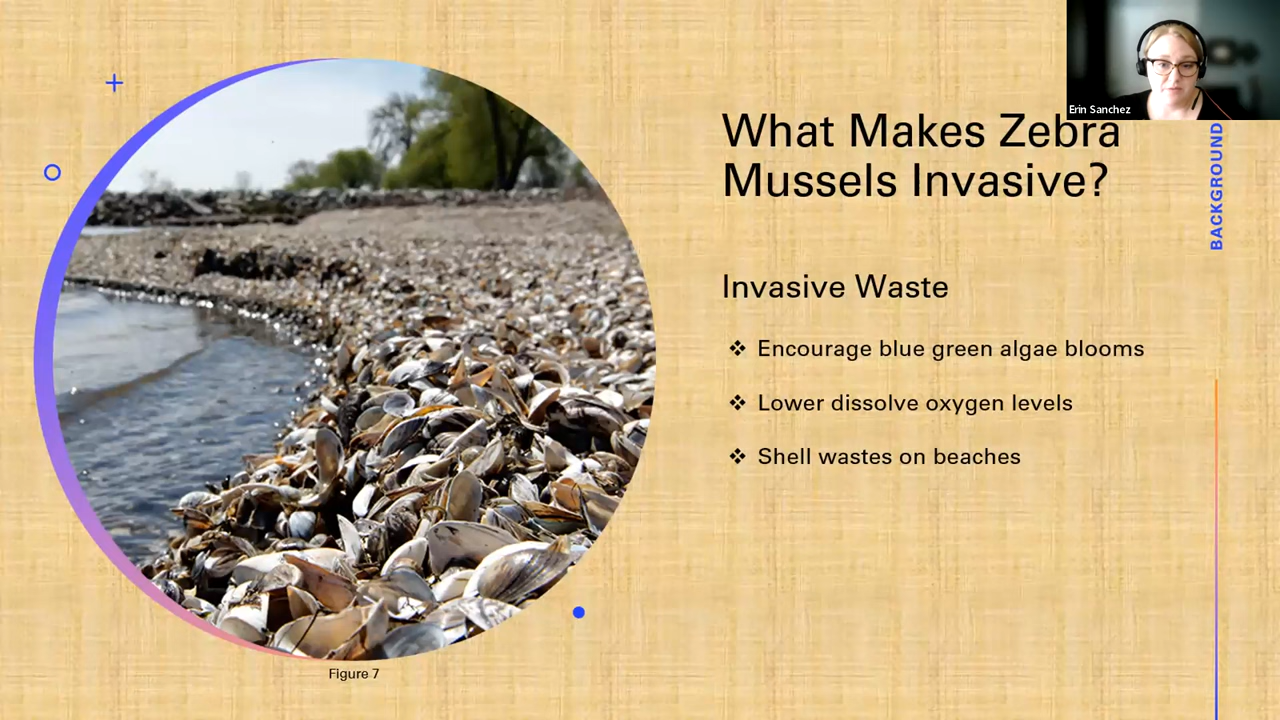 Erin Sanchez
What Makes Zebra
Mussels Invasive?
BACKGROUND
Invasive Waste
❖ Encourage blue green algae blooms
❖ Lower dissolve oxygen levels
❖ Shell wastes on beaches
Figure 7